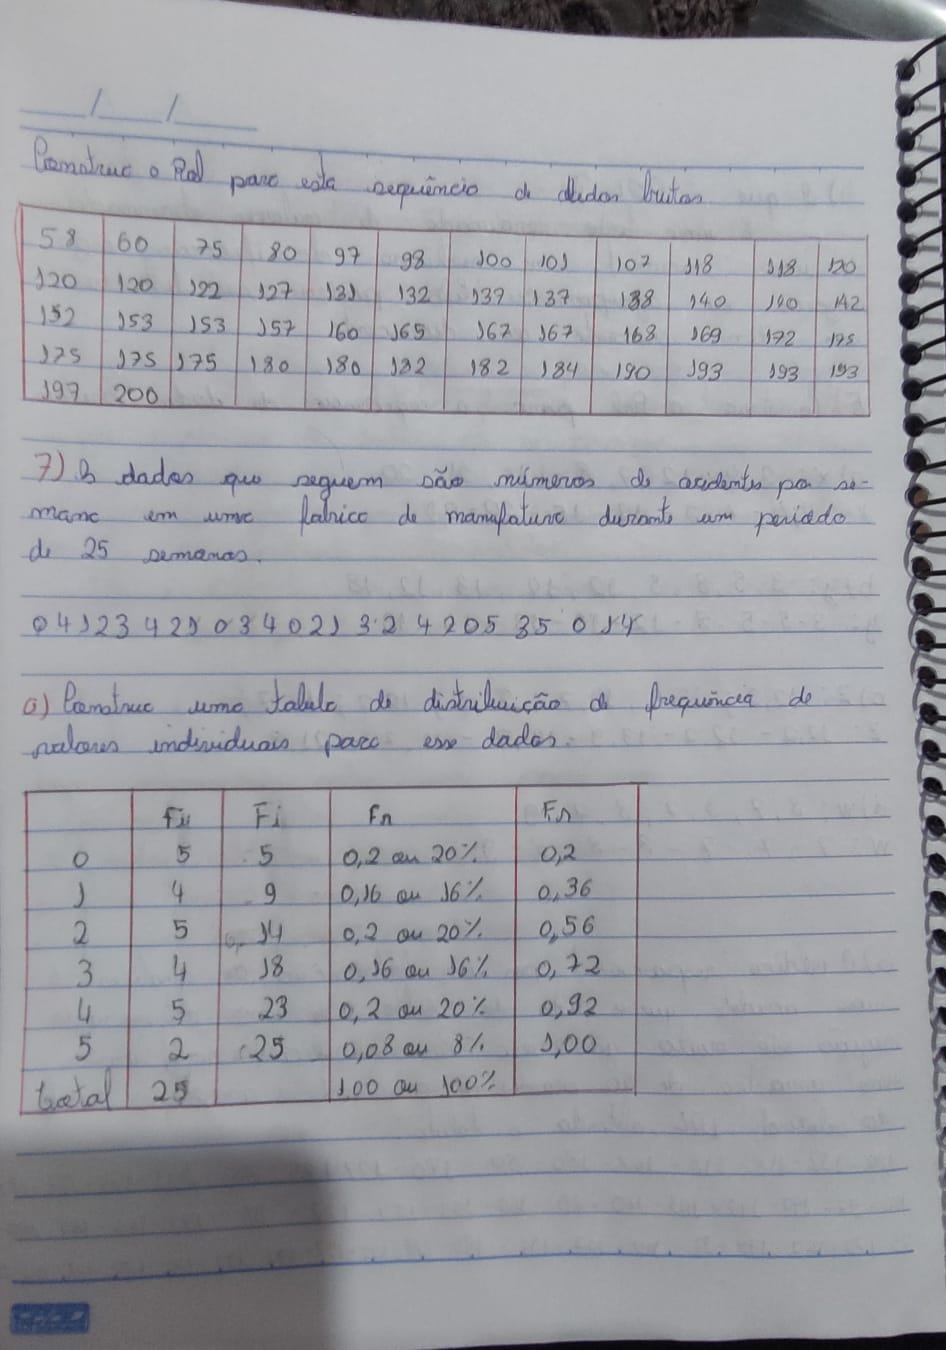 ___/___/___
Construa o Rol para esta sequência de dados brutos
58 60 75 80 97 98 100 101 107 118 118 120
120 120 122 127 131 132 137 137 138 140 140 142
152 153 153 157 160 165 167 167 168 169 172 175
175 175 175 180 180 182 182 184 190 193 193 193
197 200
7) Os dados que seguem são números de acidentes por se-
mana em uma fabrica de manufatura durante um periodo
de 25 semanas.
0 4 1 2 3 4 2 1 0 3 4 0 2 1 3 2 4 2 0 5 3 5 0 1 4
a) Construa uma tabela de distribuição de frequência de
valores individuais para esse dados.
Fi Fi Fr Fr
0 5 5 0,2 ou 20% 0,2
1 4 9 0,16 ou 16% 0,36
2 5 14 0,2 ou 20% 0,56
3 4 18 0,16 ou 16% 0,72
4 5 23 0,2 ou 20% 0,92
5 2 25 0,08 ou 8% 1,00
total 25 100 ou 100%